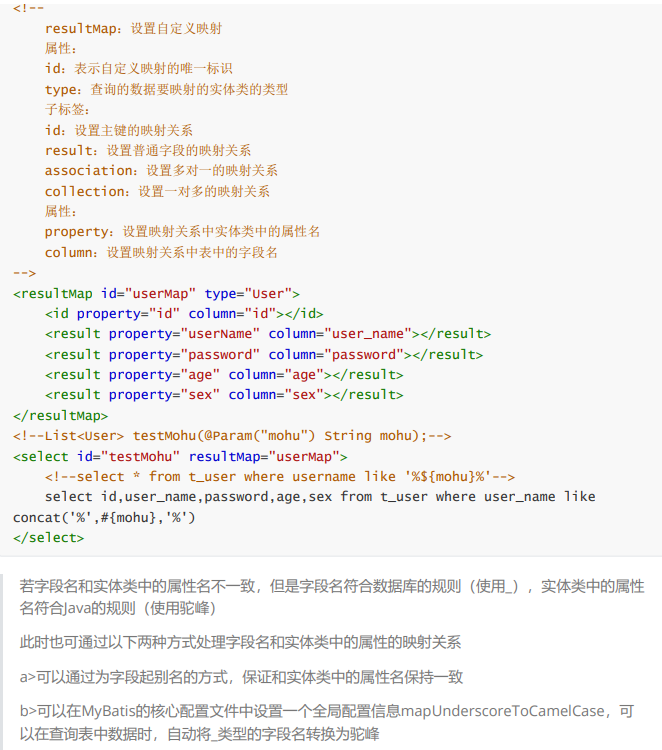 <!--
resultMap：设置自定义映射
属性：
id：表示自定义映射的唯一标识
type：查询的数据要映射的实体类的类型
子标签：
id：设置主键的映射关系
result：设置普通字段的映射关系
association：设置多对一的映射关系
collection：设置一对多的映射关系
属性：
property：设置映射关系中实体类中的属性名
column：设置映射关系中表中的字段名
-->
<resultMap id="userMap" type="User">
<id property="id" column="id"></id>
<result property="userName" column="user_name"></result>
<result property="password" column="password"></result>
<result property="age" column="age"></result>
<result property="sex" column="sex"></result>
</resultMap>
<!--List<User> testMohu(@Param("mohu") String mohu);-->
<select id="testMohu" resultMap="userMap">
<!--select * from t_user where username like '%${mohu}%'-->
select id,user_name,password,age,sex from t_user where user_name like
concat('%',#{mohu},'%')
</select>
若字段名和实体类中的属性名不一致，但是字段名符合数据库的规则（使用_），实体类中的属性
名符合Java的规则（使用驼峰）
此时也可通过以下两种方式处理字段名和实体类中的属性的映射关系
a>可以通过为字段起别名的方式，保证和实体类中的属性名保持一致
b>可以在MyBatis的核心配置文件中设置一个全局配置信息mapUnderscoreToCamelCase，可
以在查询表中数据时，自动将_类型的字段名转换为驼峰